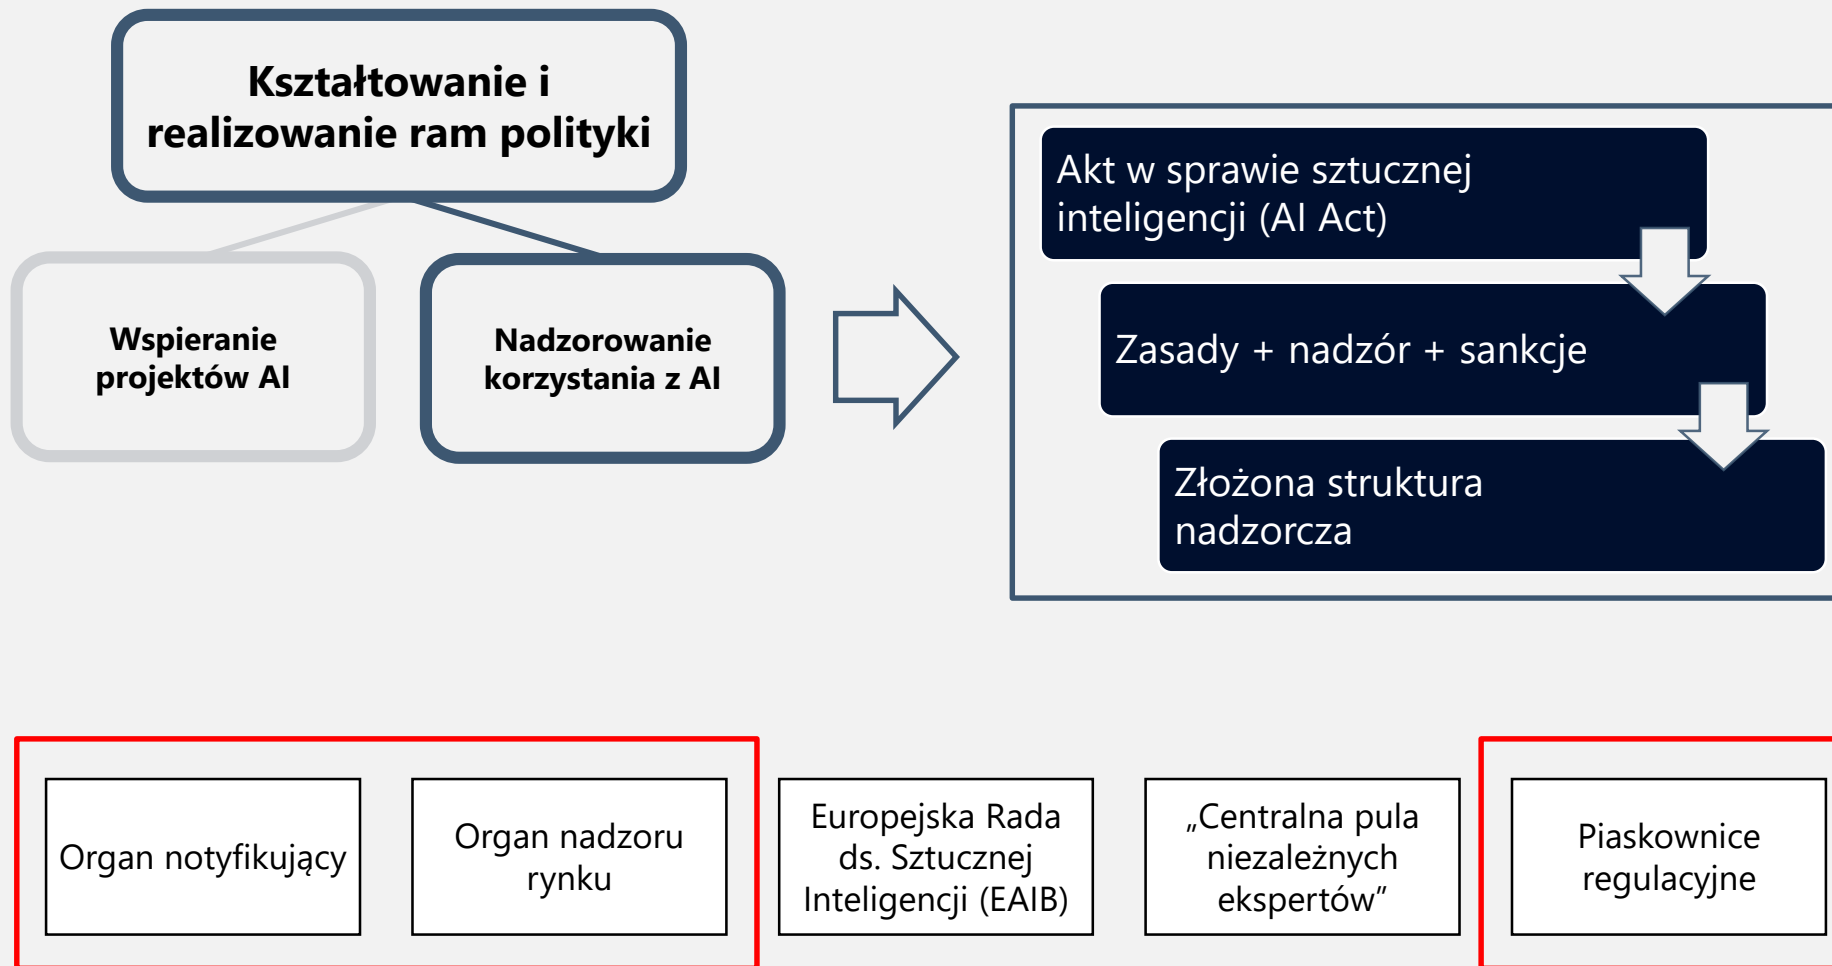 Kształtowanie i
realizowanie ram polityki
Wspieranie
projektów AI
Nadzorowanie
korzystania z AI
Akt w sprawie sztucznej
inteligencji (AI Act)
Zasady + nadzór + sankcje
Złożona struktura
nadzorcza
Organ notyfikujący
Organ nadzoru
rynku
Europejska Rada
ds. Sztucznej
Inteligencji (EAIB)
„Centralna pula
niezależnych
ekspertów”
Piaskownice
regulacyjne